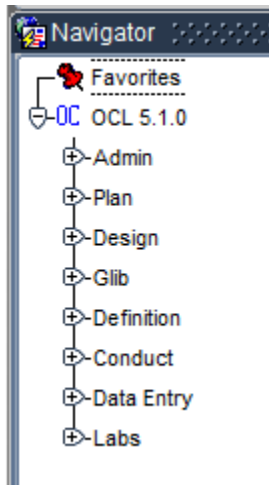 Navigator
Favorites
OC OCL 5.1.0
Admin
Plan
Design
Glib
Definition
Conduct
Data Entry
Labs